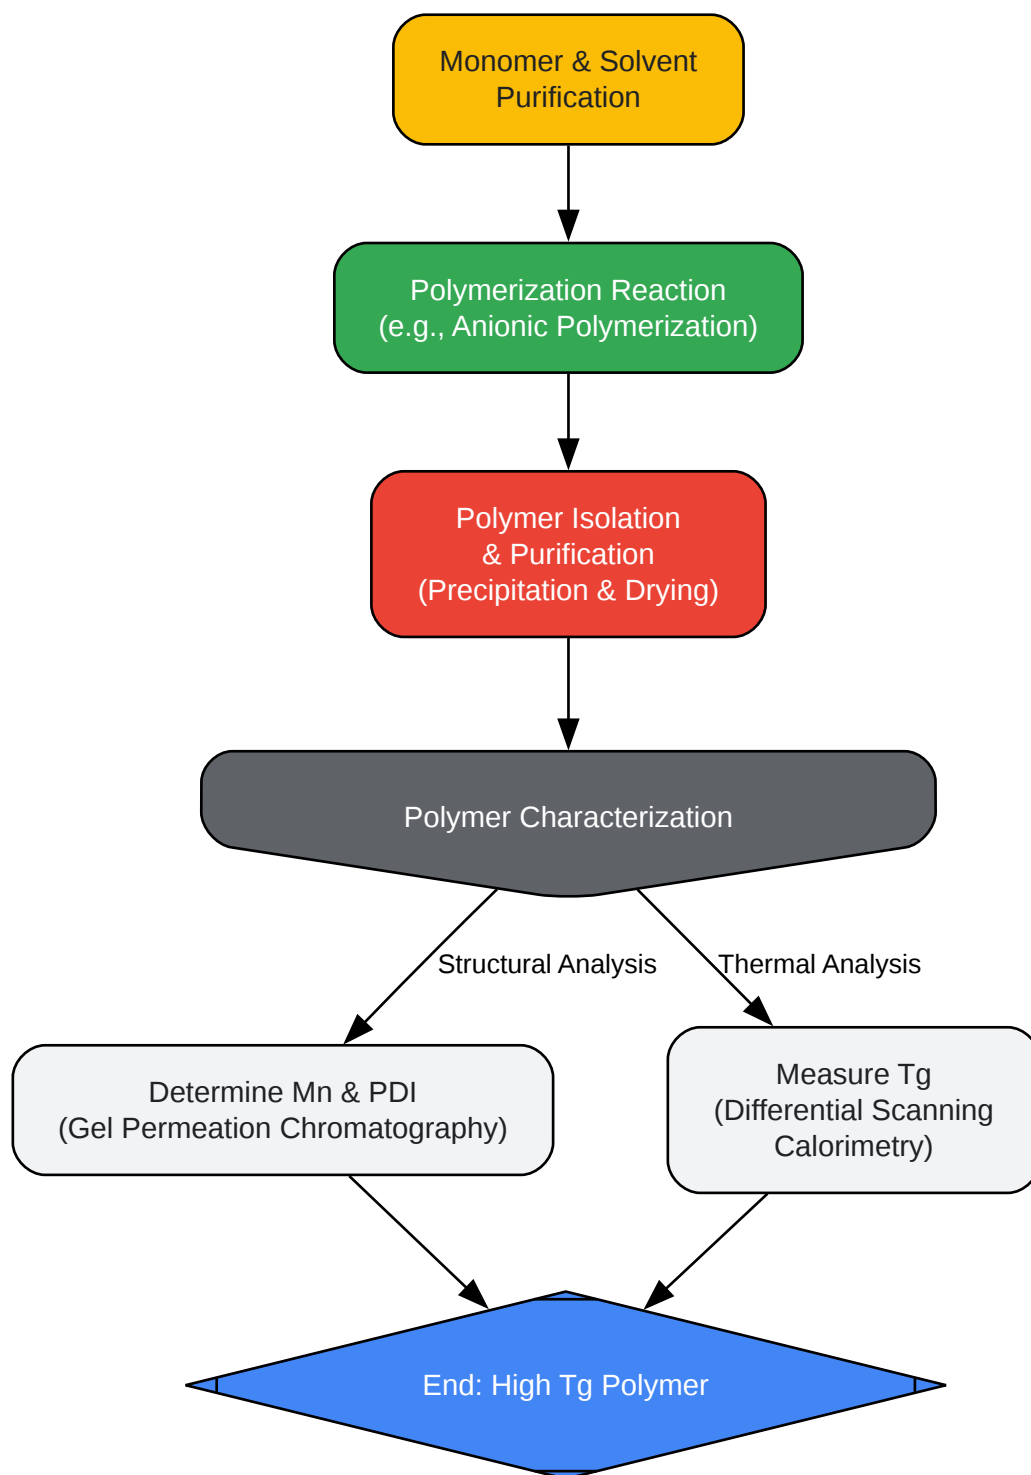 Monomer & Solvent
Purification
Polymerization Reaction
(e.g., Anionic Polymerization)
Polymer Isolation
& Purification
(Precipitation & Drying)
Polymer Characterization
Structural Analysis
Thermal Analysis
Determine Mn & PDI
(Gel Permeation Chromatography)
Measure Tg
(Differential Scanning
Calorimetry)
End: High Tg Polymer